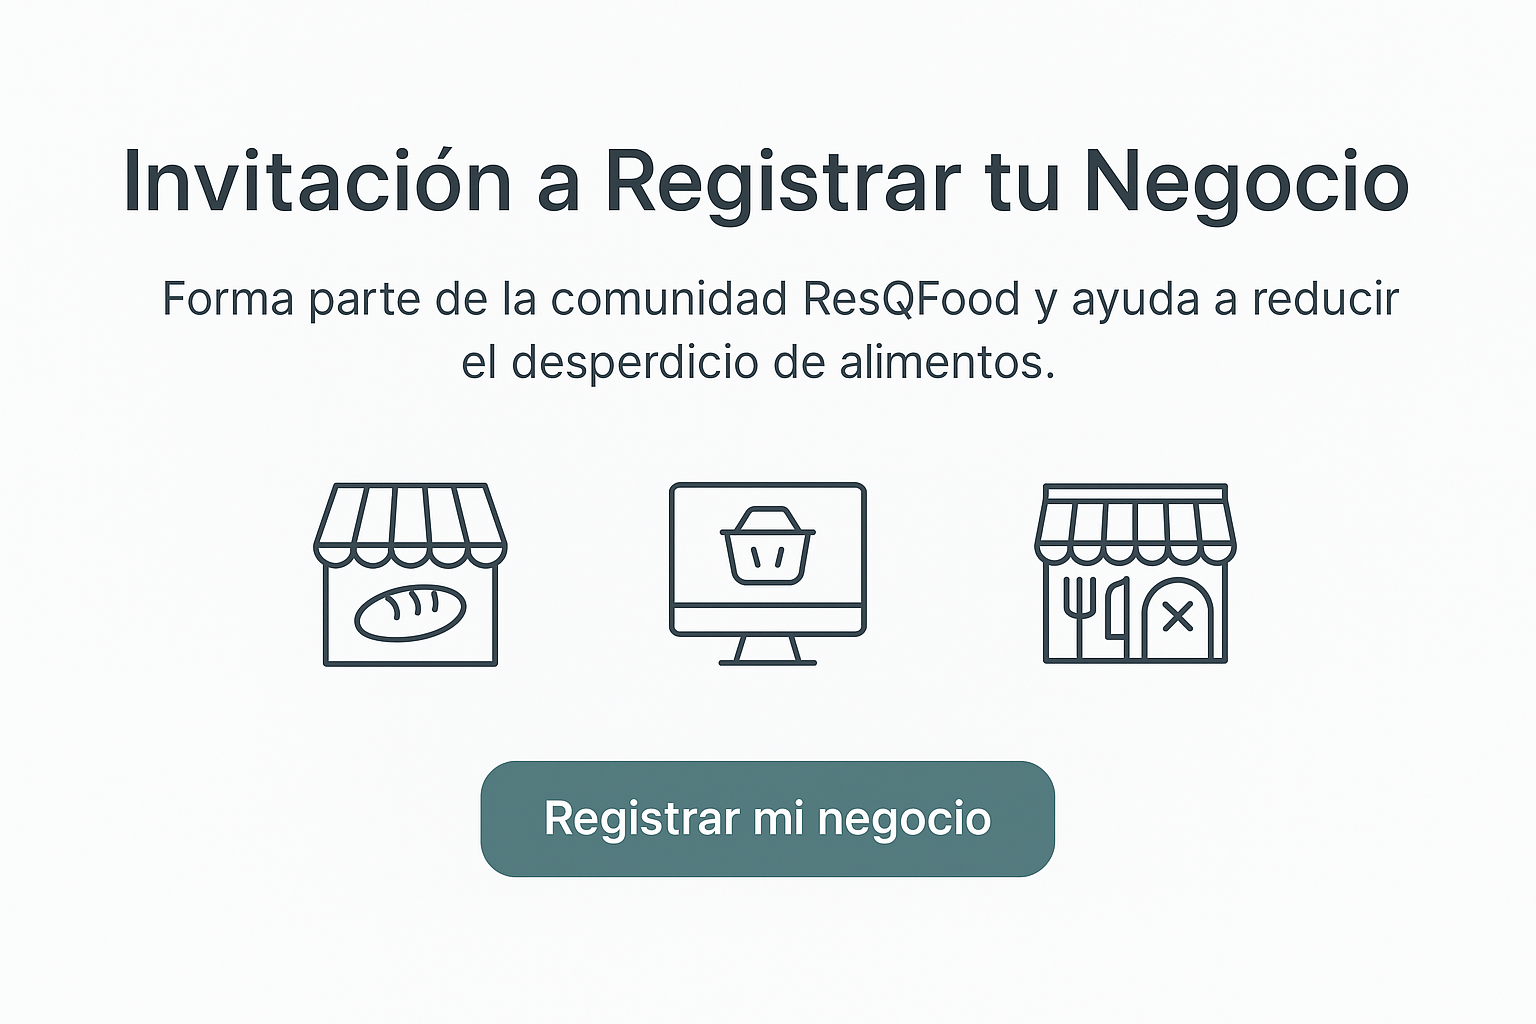 Invitación a Registrar tu Negocio
Forma parte de la comunidad ResQFood y ayuda a reducir
el desperdicio de alimentos.
Registrar mi negocio